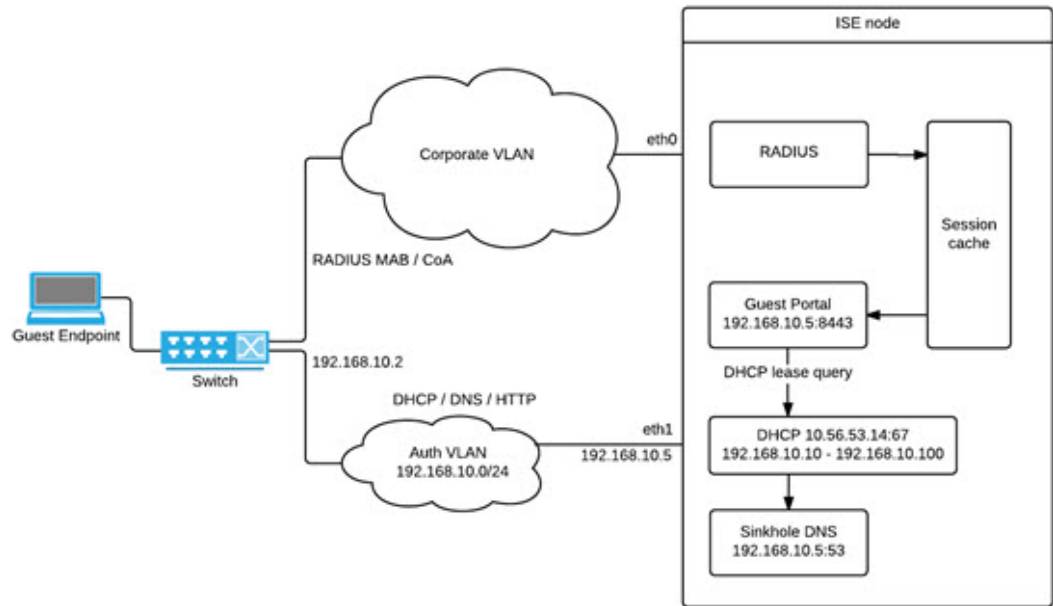 ISE node
eth0
RADIUS
Corporate VLAN
Session
cache
RADIUS MAB / CoA
Guest Endpoint
Guest Portal
192.168.10.5:8443
192.168.10.2
Switch
DHCP lease query
DHCP / DNS / HTTP
eth1
192.168.10.5
DHCP 10.56.53.14:67
192.168.10.10 - 192.168.10.100
Auth VLAN
192.168.10.0/24
Sinkhole DNS
192.168.10.5:53